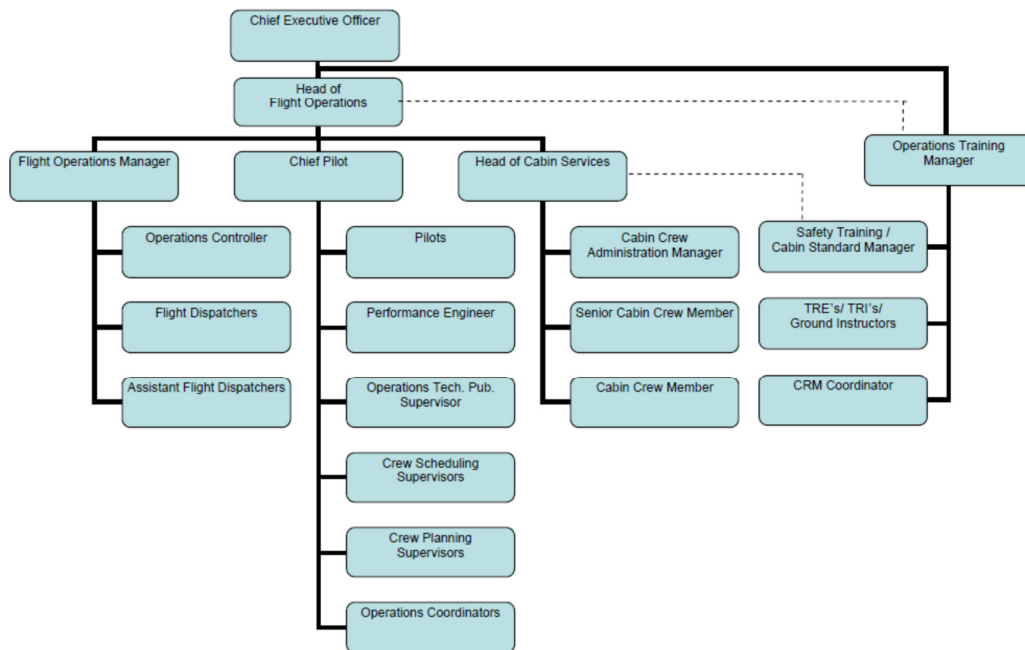 Chief Executive Officer
Head of
Flight Operations
Flight Operations Manager
Chief Pilot
Head of Cabin Services
Operations Training
Manager
Operations Controller
Flight Dispatchers
Assistant Flight Dispatchers
Pilots
Performance Engineer
Operations Tech. Pub.
Supervisor
Crew Scheduling
Supervisors
Crew Planning
Supervisors
Operations Coordinators
Cabin Crew
Administration Manager
Senior Cabin Crew Member
Cabin Crew Member
Safety Training /
Cabin Standard Manager
TRE's/ TRI's/
Ground Instructors
CRM Coordinator